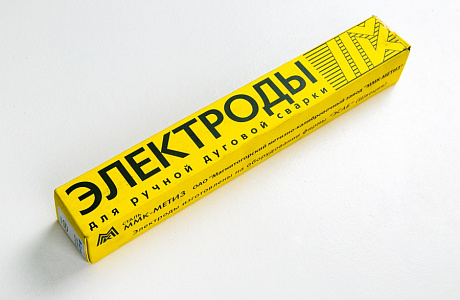 ЭЛЕКТРОДЫ
для ручной дуговой сварки
СТАЛЬ
ММК-МЕТИЗ
ОАО "Магнитогорский метизно-калибровочный завод "ММК-МЕТИЗ"
Электроды изготовлены на оборудовании фирмы